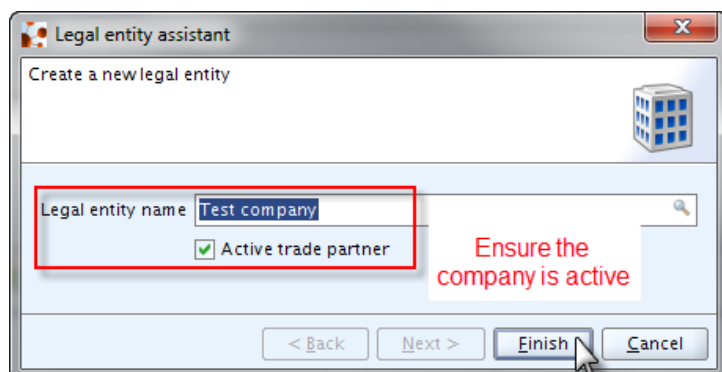 Legal entity assistant
Create a new legal entity
Legal entity name Test company
Active trade partner
Ensure the
company is active
< Back Next > Finish Cancel